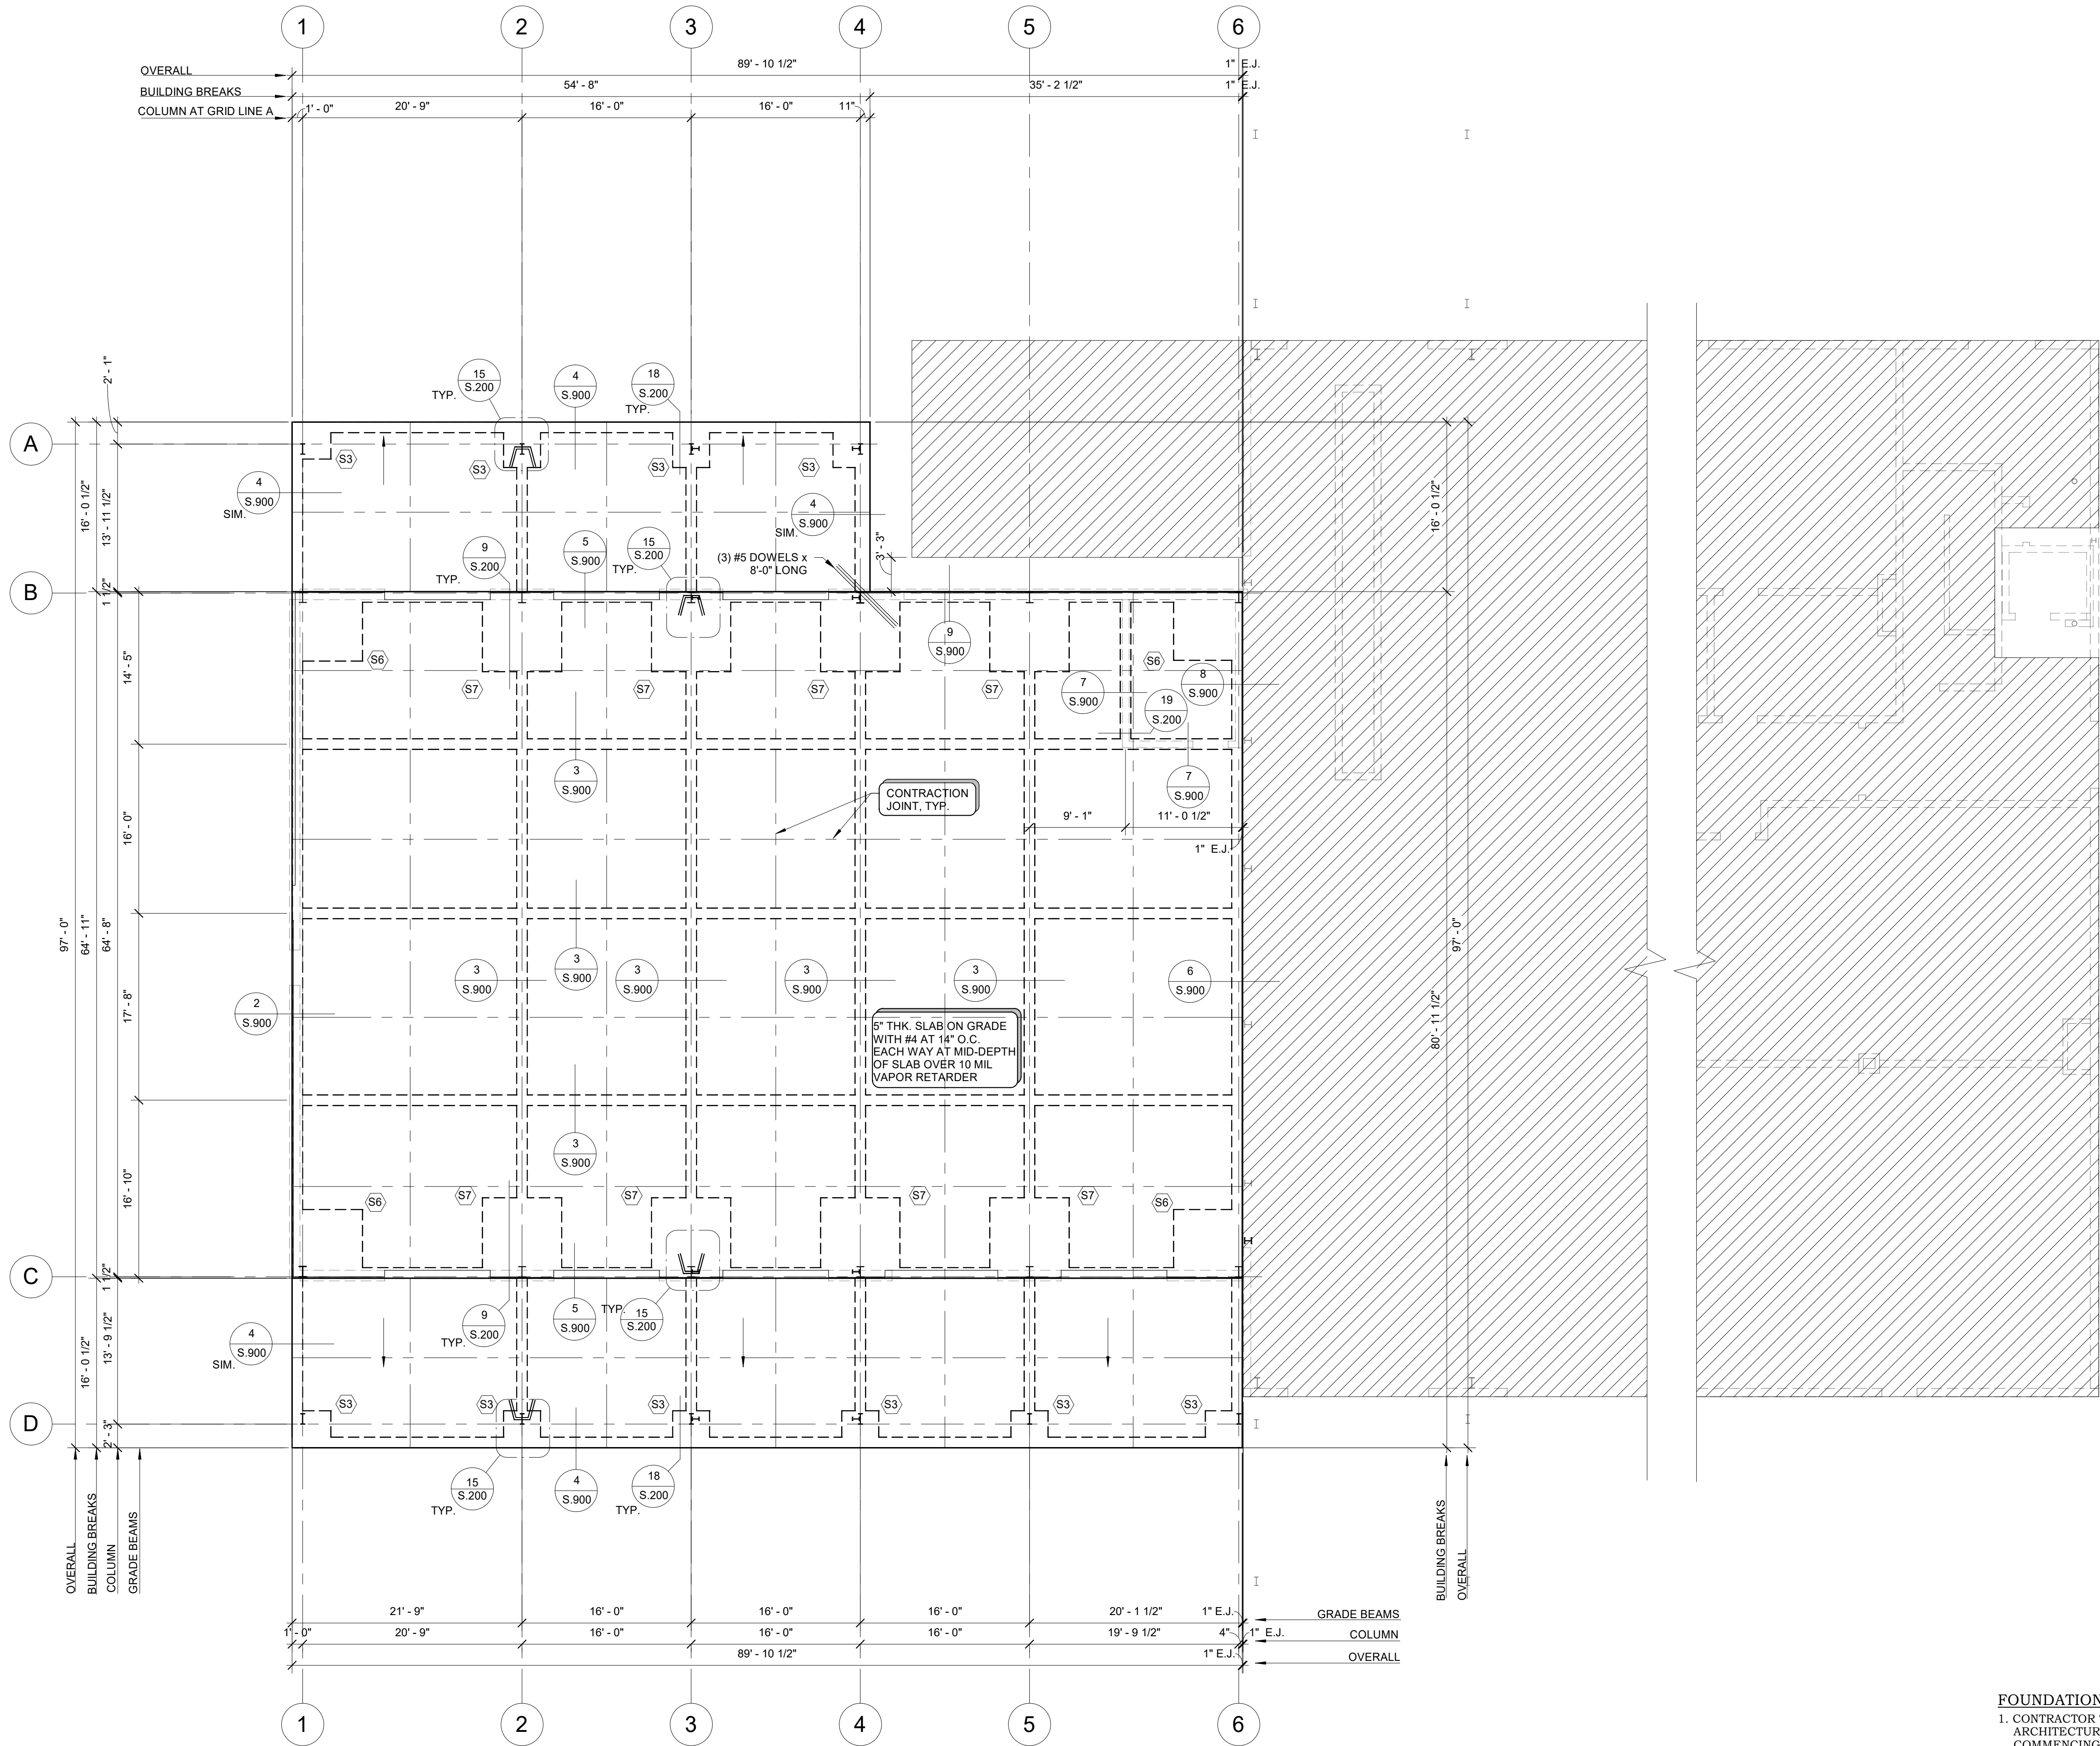 1
2
3
4
5
6
OVERALL
89' - 10 1/2"
1" E.J.
BUILDING BREAKS
54' - 8"
35' - 2 1/2"
1" E.J.
COLUMN AT GRID LINE A
1' - 0"
20' - 9"
16' - 0"
16' - 0"
11"
2' - 1"
15
S.200
TYP.
4
S.900
18
S.200
TYP.
A
S3
S3
S3
S3
4
S.900
SIM.
4
S.900
SIM.
16' - 0 1/2"
13' - 11 1/2"
16' - 0 1/2"
9
S.200
TYP.
5
S.900
15
S.200
TYP.
(3) #5 DOWELS x
8'-0" LONG
3' - 3"
B
1 1/2"
9
S.900
14' - 5"
S6
S7
S7
S7
S7
S6
7
S.900
8
S.900
19
S.200
3
S.900
7
S.900
CONTRACTION
JOINT, TYP.
9' - 1"
11' - 0 1/2"
1" E.J.
16' - 0"
97' - 0"
64' - 11"
64' - 8"
97' - 0"
3
S.900
3
S.900
3
S.900
3
S.900
3
S.900
6
S.900
2
S.900
17' - 8"
5" THK. SLAB ON GRADE
WITH #4 AT 14" O.C.
EACH WAY AT MID-DEPTH
OF SLAB OVER 10 MIL
VAPOR RETARDER
80' - 11 1/2"
3
S.900
16' - 10"
S6
S7
S7
S7
S7
S6
C
1 1/2"
9
S.200
TYP.
5
S.900
TYP.
15
S.200
4
S.900
SIM.
16' - 0 1/2"
13' - 9 1/2"
S3
S3
S3
S3
S3
S3
D
2' - 3"
15
S.200
TYP.
4
S.900
18
S.200
TYP.
OVERALL
BUILDING BREAKS
COLUMN
GRADE BEAMS
BUILDING BREAKS
OVERALL
21' - 9"
16' - 0"
16' - 0"
16' - 0"
20' - 1 1/2"
1" E.J.
GRADE BEAMS
1' - 0"
20' - 9"
16' - 0"
16' - 0"
16' - 0"
19' - 9 1/2"
4"
1" E.J.
COLUMN
89' - 10 1/2"
1" E.J.
OVERALL
1
2
3
4
5
6
FOUNDATION
1. CONTRACTOR
ARCHITECTUR
COMMENCING